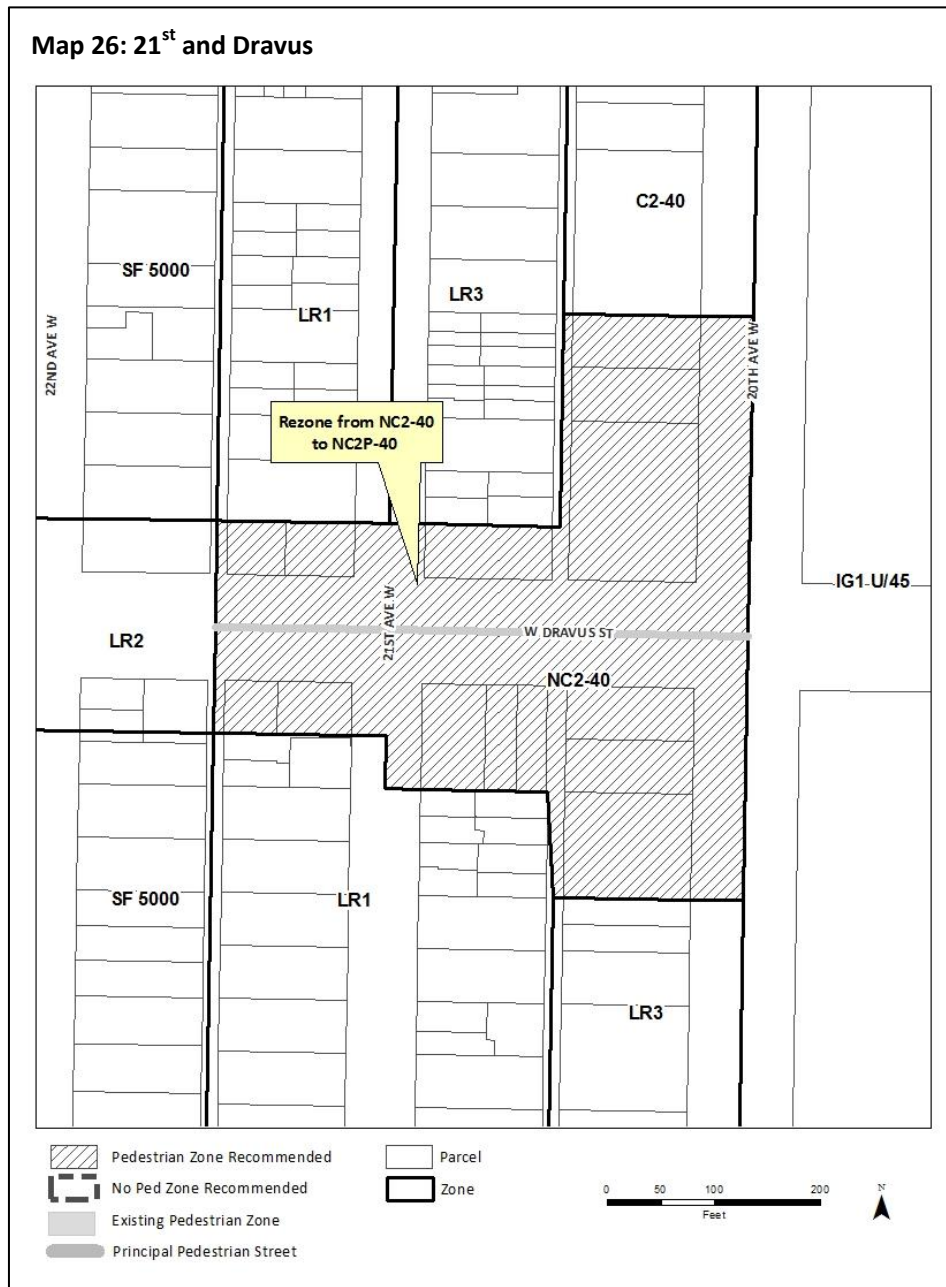 Map 26: 21st and Dravus
C2-40
SF 5000
LR3
LR1
22ND AVE W
20TH AVE W
Rezone from NC2-40
to NC2P-40
IG1 U/45
21ST AVE W
W DRAVUS ST
LR2
NC2-40
SF 5000
LR1
LR3
Pedestrian Zone Recommended
Parcel
No Ped Zone Recommended
Zone
Existing Pedestrian Zone
Principal Pedestrian Street
0 50 100 200
Feet
N